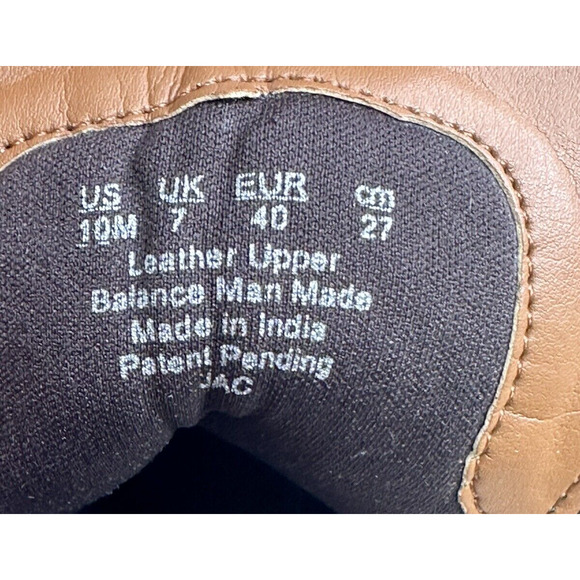 US UK EUR cm
10M 7 40 27
Leather Upper
Balance Man Made
Made in India
Patent Pending
JAC